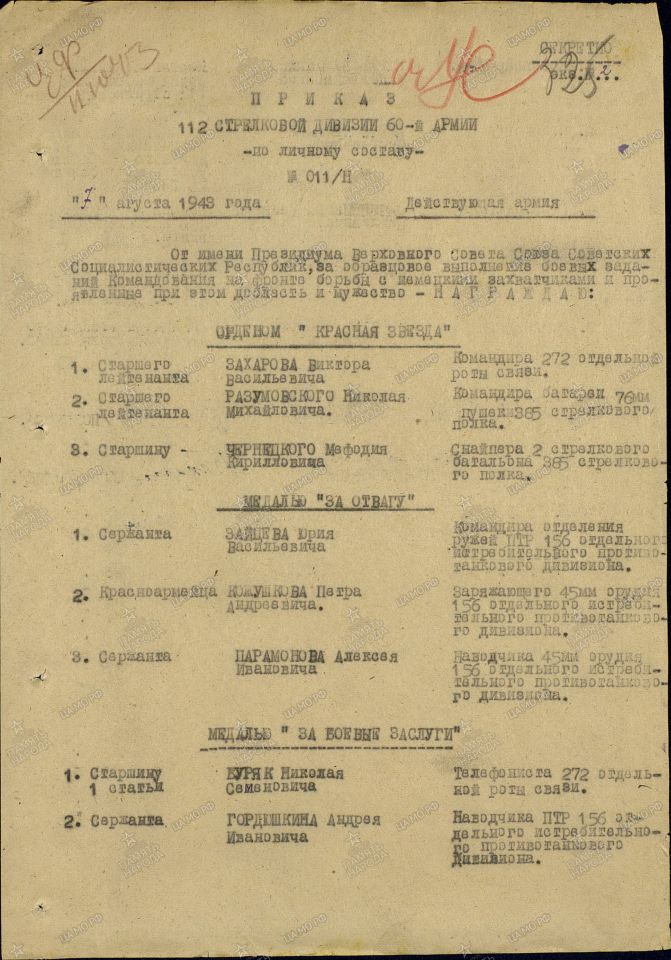 СЕКРЕТНО
экз.№ 2.
325
ПРИКАЗ
112 СТРЕЛКОВОЙ ДИВИЗИИ 60-й АРМИИ
-по личному составу-
№ 011/Н
"7" августа 1943 года Действующая армия
От имени Президиума Верховного Совета Союза Советских
Социалистических Республик, за образцовое выполнение боевых зада-
ний Командования на фронте борьбы с немецкими захватчиками и про-
явленные при этом доблесть и мужество - НАГРАЖДАЮ:
ОРДЕНОМ " КРАСНАЯ ЗВЕЗДА"
1. Старшего ЗАХАРОВА Виктора Командира 272 отдельной
лейтенанта Васильевича роты связи.
2. Старшего РАЗУМОВСКОГО Николая Командира батареи 76мм
лейтенанта Михайловича. пушек 385 стрелкового
полка.
3. Старшину - ЧЕРНЕЦКОГО Мефодия Снайпера 2 стрелкового
Кирилловича батальона 385 стрелково-
го полка.
МЕДАЛЬЮ "ЗА ОТВАГУ"
1. Сержанта ЗАЙЦЕВА Юрия Командира отделения
Васильевича ружей ПТР 156 отдельного
истребительного противо-
танкового дивизиона.
2. Красноармейца КОЖУШКОВА Петра Заряжающего 45мм орудия
Андреевича. 156 отдельного истреби-
тельного противотанково-
го дивизиона.
3. Сержанта ПАРАМОНОВА Алексея Наводчика 45мм орудия
Ивановича 156 отдельного истреби-
тельного противотанково-
го дивизиона.
МЕДАЛЬЮ " ЗА БОЕВЫЕ ЗАСЛУГИ"
1. Старшину КУРЯК Николая Телефониста 272 отдель-
1 статьи Семеновича ной роты связи.
2. Сержанта ГОРДЮШКИНА Андрея Наводчика ПТР 156 от-
Ивановича дельного истребительно-
го противотанкового
Дивизиона.